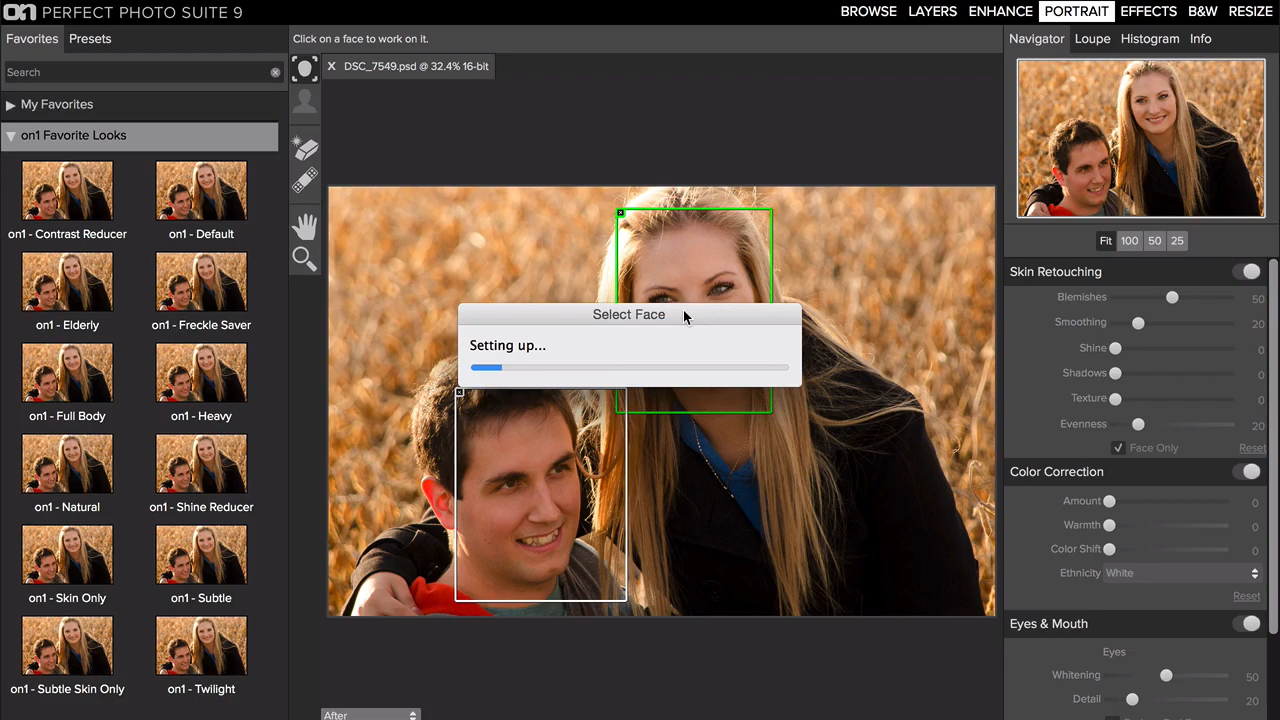 on1 PERFECT PHOTO SUITE 9
BROWSE LAYERS ENHANCE PORTRAIT EFFECTS B&W RESIZE
Favorites Presets
Search
My Favorites
on1 Favorite Looks
on1 - Contrast Reducer on1 - Default
on1 - Elderly on1 - Freckle Saver
on1 - Full Body on1 - Heavy
on1 - Natural on1 - Shine Reducer
on1 - Skin Only on1 - Subtle
on1 - Subtle Skin Only on1 - Twilight
Click on a face to work on it.
X DSC_7549.psd @ 32.4% 16-bit
Select Face
Setting up...
After
Navigator Loupe Histogram Info
Fit 100 50 25
Skin Retouching
Blemishes 50
Smoothing 20
Shine 0
Shadows 0
Texture 0
Evenness 20
Face Only Reset
Color Correction
Amount 0
Warmth 0
Color Shift 0
Ethnicity White
Reset
Eyes & Mouth
Eyes
Whitening 50
Detail 20